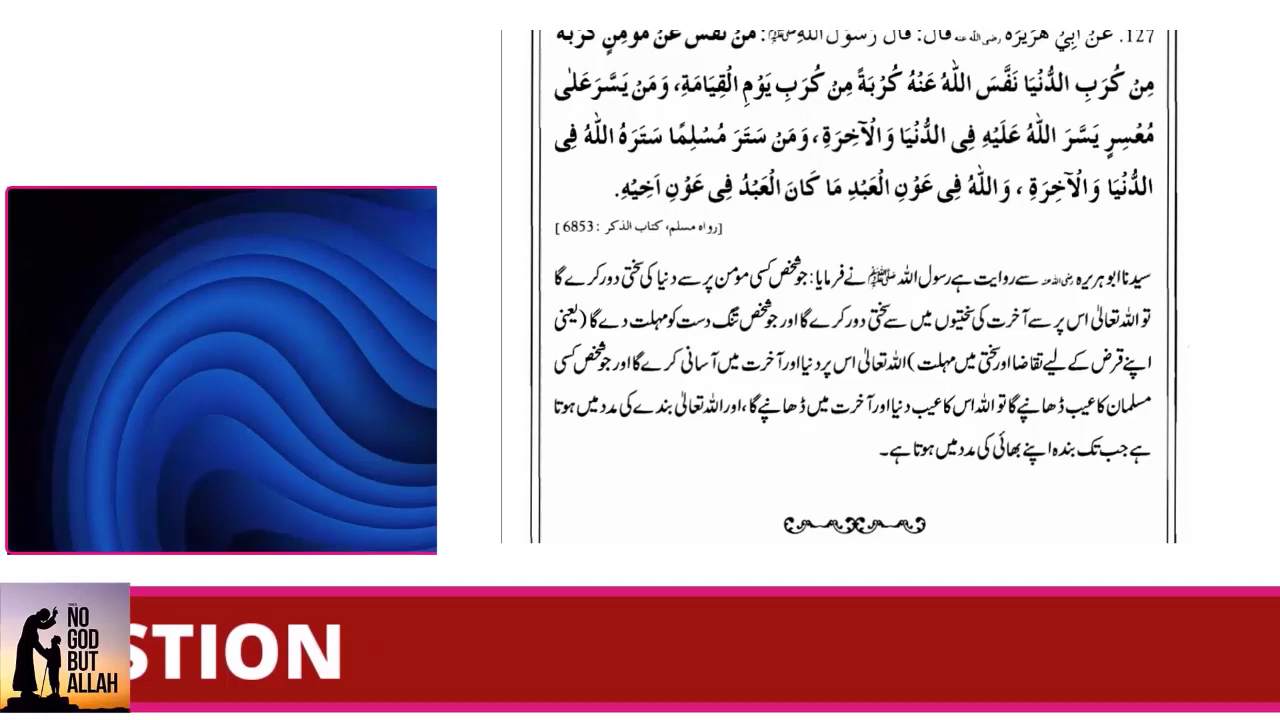 127. عَنْ اَبِيْ هُرَيْرَةَ رضی اللہ عنہ قَالَ: قَالَ رَسُوْلُ اللّٰهِ ﷺ: مَنْ نَفَّسَ عَنْ مُؤْمِنٍ كُرْبَةً
مِنْ كُرَبِ الدُّنْيَا نَفَّسَ اللّٰهُ عَنْهُ كُرْبَةً مِنْ كُرَبِ يَوْمِ الْقِيَامَةِ، وَمَنْ يَسَّرَ عَلٰى
مُعْسِرٍ يَسَّرَ اللّٰهُ عَلَيْهِ فِى الدُّنْيَا وَالْآخِرَةِ، وَمَنْ سَتَرَ مُسْلِمًا سَتَرَهُ اللّٰهُ فِى
الدُّنْيَا وَالْآخِرَةِ، وَاللّٰهُ فِى عَوْنِ الْعَبْدِ مَا كَانَ الْعَبْدُ فِى عَوْنِ اَخِيْهِ.
[رواه مسلم، كتاب الذكر : 6853]
سیدنا ابو ہریرہ رضی اللہ عنہ سے روایت ہے رسول اللہ ﷺ نے فرمایا: جو شخص کسی مومن پر سے دنیا کی سختی دور کرے گا
تو اللہ تعالیٰ اس پر سے آخرت کی سختیوں میں سے سختی دور کرے گا اور جو شخص تنگ دست کو مہلت دے گا (یعنی
اپنے قرض کے لیے تقاضا اور سختی میں مہلت) اللہ تعالیٰ اس پر دنیا اور آخرت میں آسانی کرے گا اور جو شخص کسی
مسلمان کا عیب ڈھانپے گا تو اللہ اس کا عیب دنیا اور آخرت میں ڈھانپے گا، اور اللہ تعالیٰ بندے کی مدد میں ہوتا
ہے جب تک بندہ اپنے بھائی کی مدد میں ہوتا ہے۔
STION
NO
GOD
BUT
ALLAH